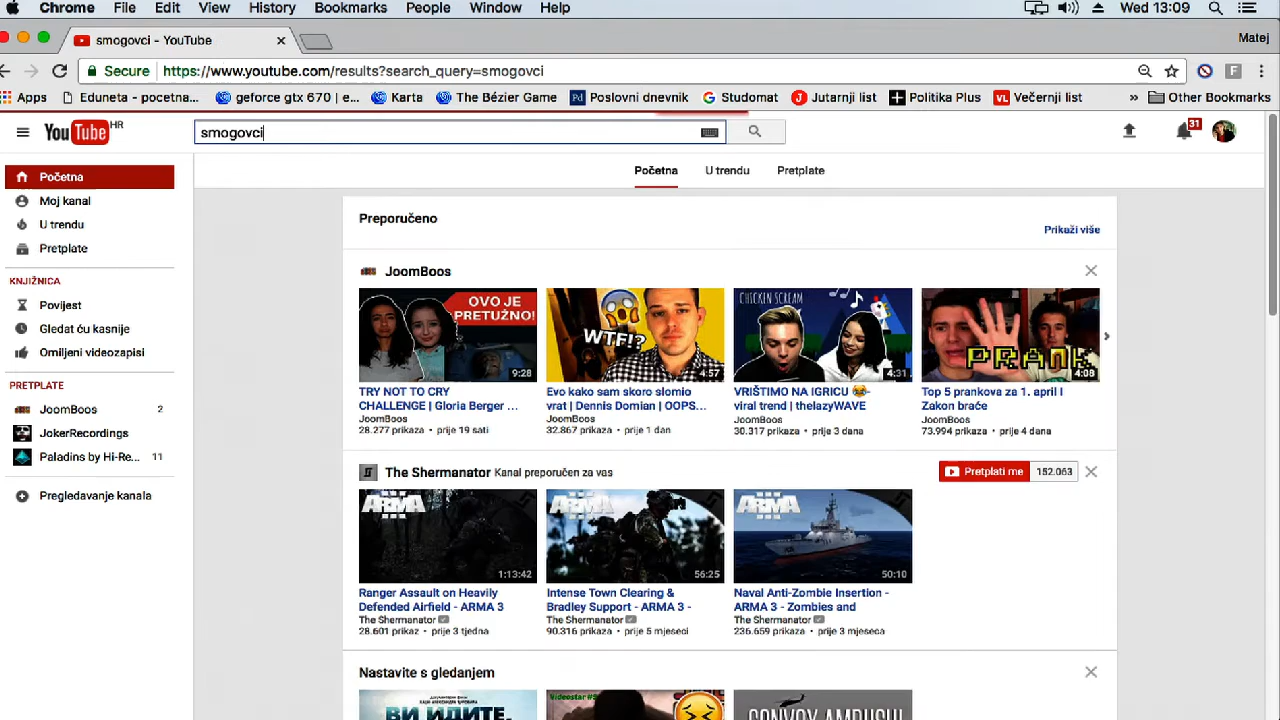 Chrome File Edit View History Bookmarks People Window Help Wed 13:09
smogovci - YouTube Matej
Secure https://www.youtube.com/results?search_query=smogovci
Apps Eduneta - pocetna... geforce gtx 670 | e... Karta The Bézier Game Poslovni dnevnik Studomat Jutarnji list Politika Plus Večernji list » Other Bookmarks
YouTube HR smogovci 31
Početna U trendu Pretplate
Početna
Moj kanal
U trendu
Pretplate
KNJIŽNICA
Povijest
Gledat ću kasnije
Omiljeni videozapisi
PRETPLATE
JoomBoos 2
JokerRecordings
Paladins by Hi-Re... 11
Pregledavanje kanala
Preporučeno
Prikaži više
JoomBoos
OVO JE
PRETUŽNO!
9:28
WTF!?
4:57
CHICKIN SCREAM
4:31
PRANK
4:08
TRY NOT TO CRY
CHALLENGE | Gloria Berger ...
JoomBoos
28.277 prikaza • prije 19 sati
Evo kako sam skoro slomio
vrat | Dennis Domian | OOPS...
JoomBoos
32.867 prikaza • prije 1 dan
VRIŠTIMO NA IGRICU 😂-
viral trend | thelazyWAVE
JoomBoos
30.317 prikaza • prije 3 dana
Top 5 prankova za 1. april I
Zakon braće
JoomBoos
73.994 prikaza • prije 4 dana
The Shermanator Kanal preporučen za vas
Pretplati me 152.063
ARMA III
1:13:42
ARMA III
56:25
ARMA III
50:10
Ranger Assault on Heavily
Defended Airfield - ARMA 3
The Shermanator
28.601 prikaz • prije 3 tjedna
Intense Town Clearing &
Bradley Support - ARMA 3 -
The Shermanator
90.316 prikaza • prije 5 mjeseci
Naval Anti-Zombie Insertion -
ARMA 3 - Zombies and
The Shermanator
236.659 prikaza • prije 3 mjeseca
Nastavite s gledanjem
ВИ ИДИТЕ,
CONVOY AMBUSH